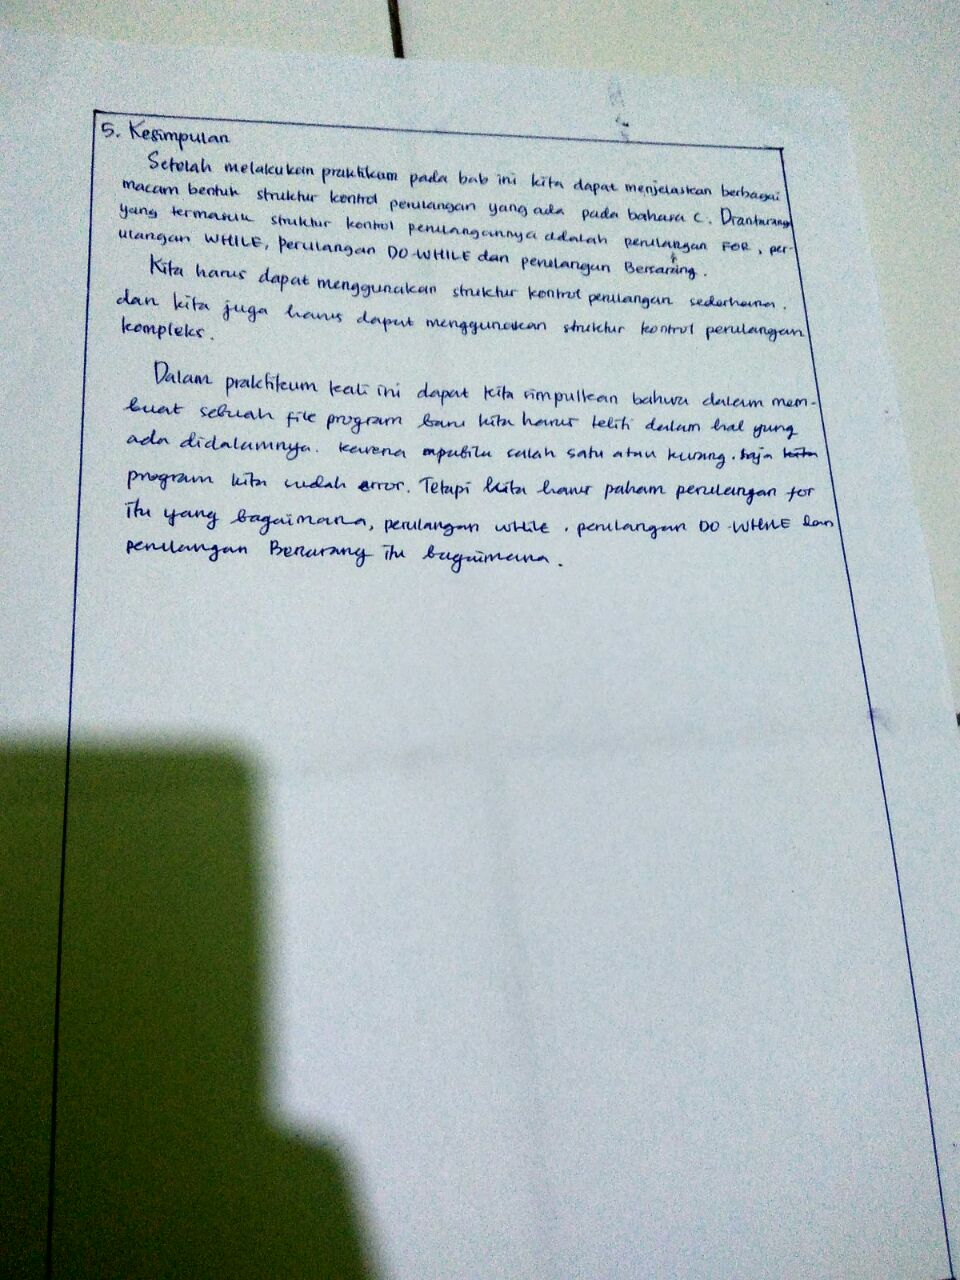 5. Kesimpulan
Setelah melakukan praktikum pada bab ini kita dapat menjelaskan berbagai
macam bentuk struktur kontrol perulangan yang ada pada bahasa C. Diantaranya
yang termasuk struktur kontrol perulangannya adalah perulangan FOR, per-
ulangan WHILE, perulangan DO-WHILE dan perulangan Bersarang.
Kita harus dapat menggunakan struktur kontrol perulangan sederhana.
dan kita juga harus dapat menggunakan struktur kontrol perulangan
kompleks.
Dalam praktikum kali ini dapat kita simpulkan bahwa dalam mem-
buat sebuah file program baru kita harus teliti dalam hal yang
ada didalamnya. karena apabila salah satu atau kurang. saja
program kita sudah error. Tetapi kita harus paham perulangan for
itu yang bagaimana, perulangan while, perulangan DO-WHILE dan
perulangan Bersarang itu bagaimana.